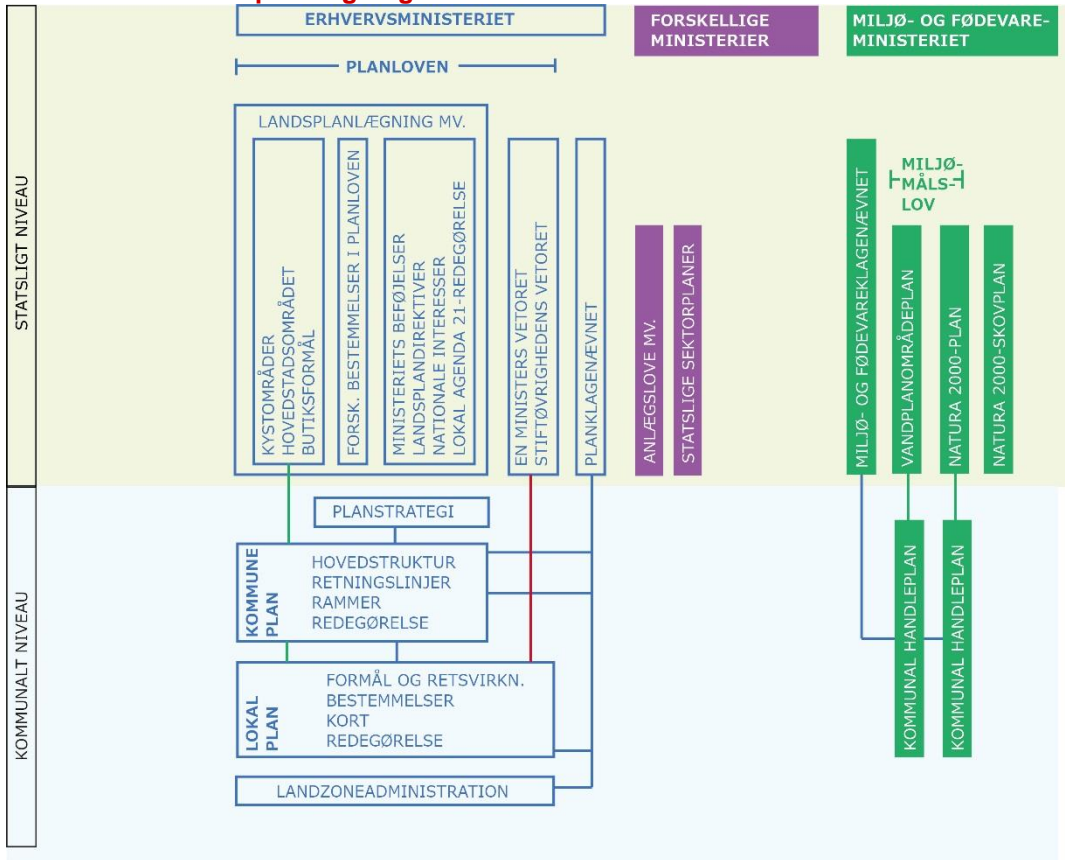 ERHVERVSMINISTERIET
FORSKELLIGE
MINISTERIER
MILJØ- OG FØDEVARE-
MINISTERIET
PLANLOVEN
LANDSPLANLÆGNING MV.
STATSLIGT NIVEAU
KYSTOMRÅDER
HOVEDSTADSOMRÅDET
BUTIKSFORMÅL
FORSK. BESTEMMELSER I PLANLOVEN
MINISTERIETS BEFØJELSER
LANDSPLANDIREKTIVER
NATIONALE INTERESSER
LOKAL AGENDA 21-REDEGØRELSE
EN MINISTERS VETORET
STIFTØVRIGHEDENS VETORET
PLANKLAGENÆVNET
ANLÆGSLOVE MV.
STATSLIGE SEKTORPLANER
MILJØ- OG FØDEVAREKLAGENÆVNET
MILJØ-
MÅLS-
LOV
VANDPLANOMRÅDEPLAN
NATURA 2000-PLAN
NATURA 2000-SKOVPLAN
KOMMUNALT NIVEAU
PLANSTRATEGI
KOMMUNE
PLAN
HOVEDSTRUKTUR
RETNINGSLINJER
RAMMER
REDEGØRELSE
LOKAL
PLAN
FORMÅL OG RETSVIRKN.
BESTEMMELSER
KORT
REDEGØRELSE
LANDZONEADMINISTRATION
KOMMUNAL HANDLEPLAN
KOMMUNAL HANDLEPLAN